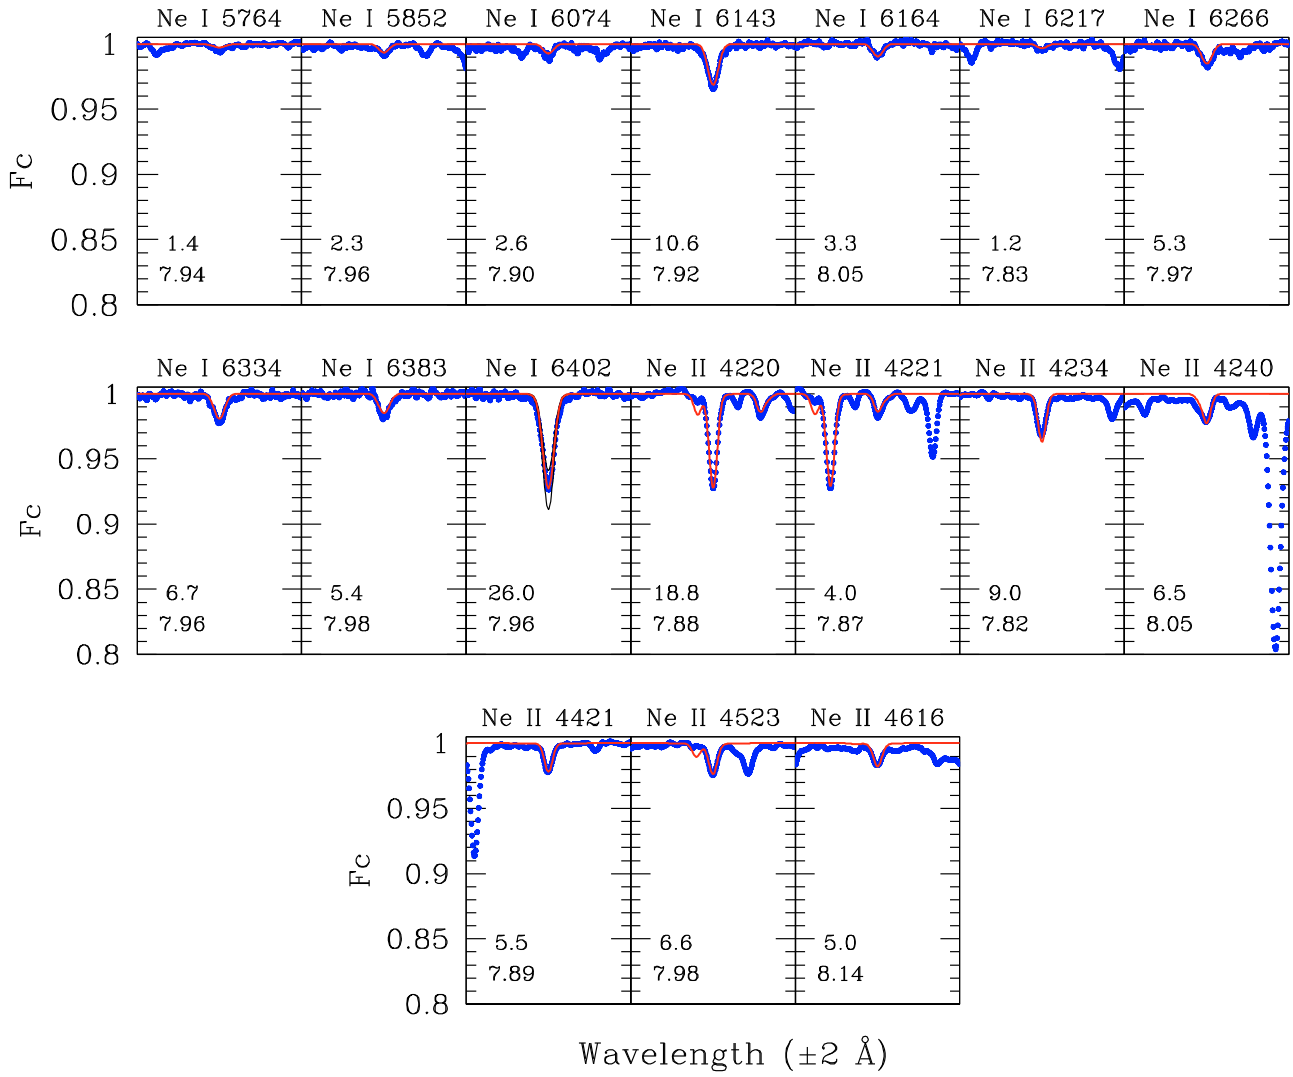 Ne I 5764 Ne I 5852 Ne I 6074 Ne I 6143 Ne I 6164 Ne I 6217 Ne I 6266
1
0.95
0.9
0.85
0.8
Fc
1.4 2.3 2.6 10.6 3.3 1.2 5.3
7.94 7.96 7.90 7.92 8.05 7.83 7.97
Ne I 6334 Ne I 6383 Ne I 6402 Ne II 4220 Ne II 4221 Ne II 4234 Ne II 4240
1
0.95
0.9
0.85
0.8
Fc
6.7 5.4 26.0 18.8 4.0 9.0 6.5
7.96 7.98 7.96 7.88 7.87 7.82 8.05
Ne II 4421 Ne II 4523 Ne II 4616
1
0.95
0.9
0.85
0.8
Fc
5.5 6.6 5.0
7.89 7.98 8.14
Wavelength (±2 Å)